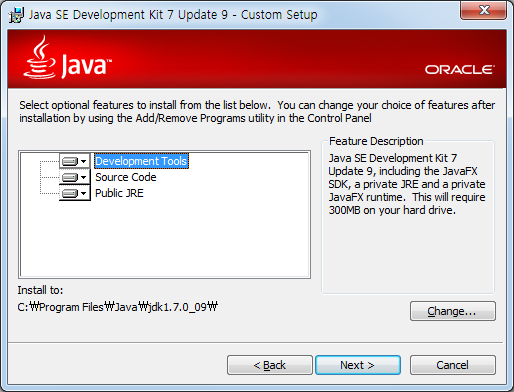 Java SE Development Kit 7 Update 9 - Custom Setup
Java™
ORACLE®
Select optional features to install from the list below. You can change your choice of features after
installation by using the Add/Remove Programs utility in the Control Panel
Development Tools
Source Code
Public JRE
Feature Description
Java SE Development Kit 7
Update 9, including the JavaFX
SDK, a private JRE and a private
JavaFX runtime. This will require
300MB on your hard drive.
Install to:
C:₩Program Files₩Java₩jdk1.7.0_09₩
Change...
< Back
Next >
Cancel